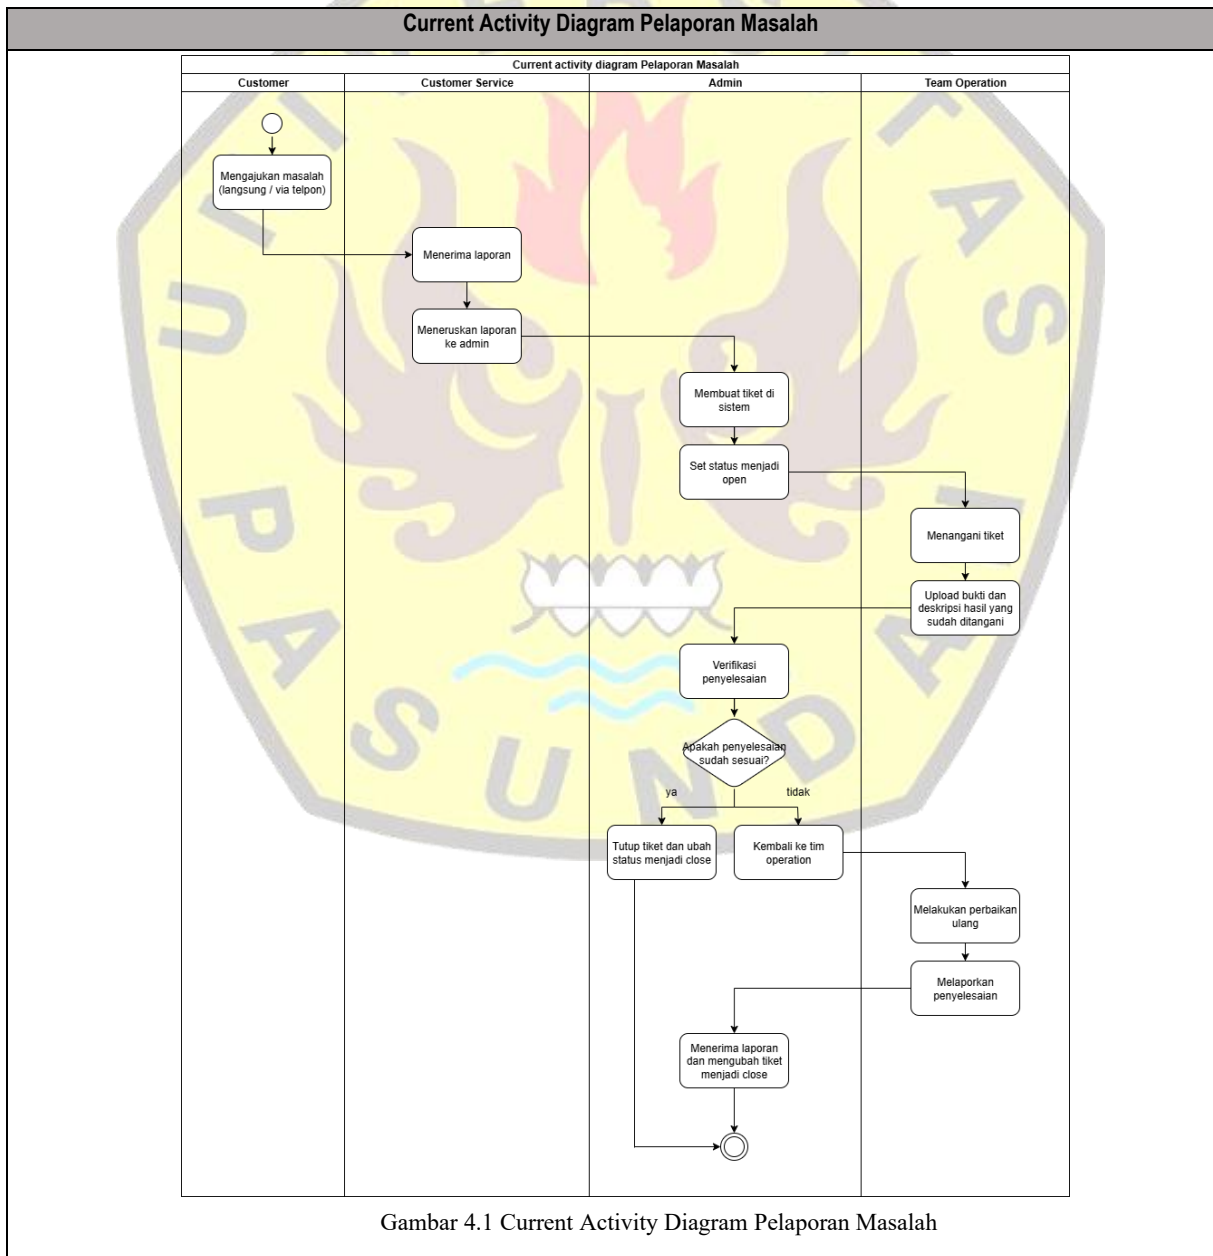 Current Activity Diagram Pelaporan Masalah
Current activity diagram Pelaporan Masalah
Customer
Customer Service
Admin
Team Operation
Mengajukan masalah
(langsung / via telpon)
Menerima laporan
Meneruskan laporan
ke admin
Membuat tiket di
sistem
Set status menjadi
open
Menangani tiket
Upload bukti dan
deskripsi hasil yang
sudah ditangani
Verifikasi
penyelesaian
Apakah penyelesaian
sudah sesuai?
ya
tidak
Tutup tiket dan ubah
status menjadi close
Kembali ke tim
operation
Melakukan perbaikan
ulang
Melaporkan
penyelesaian
Menerima laporan
dan mengubah tiket
menjadi close
Gambar 4.1 Current Activity Diagram Pelaporan Masalah
PASUNDAN